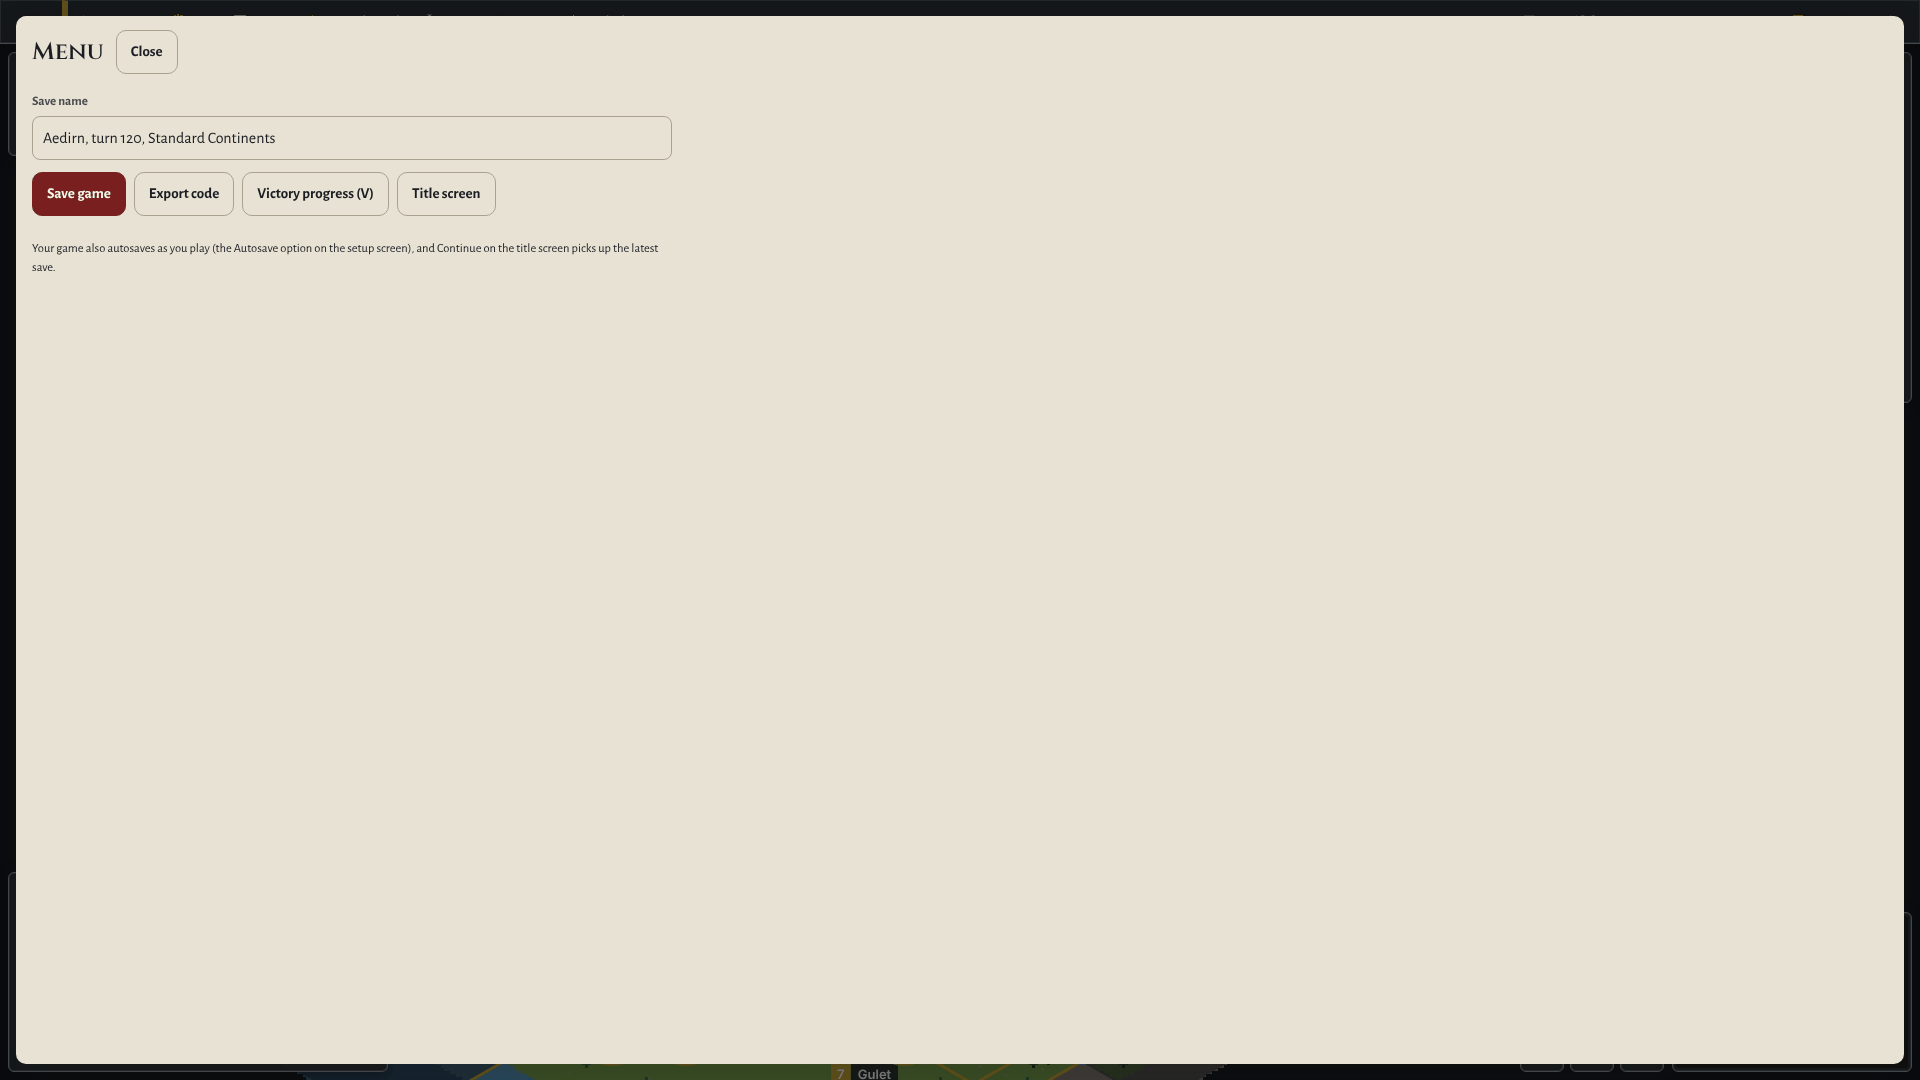 Menu
Close
Save name
Aedirn, turn 120, Standard Continents
Save game
Export code
Victory progress (V)
Title screen
Your game also autosaves as you play (the Autosave option on the setup screen), and Continue on the title screen picks up the latest
save.
7 Gulet